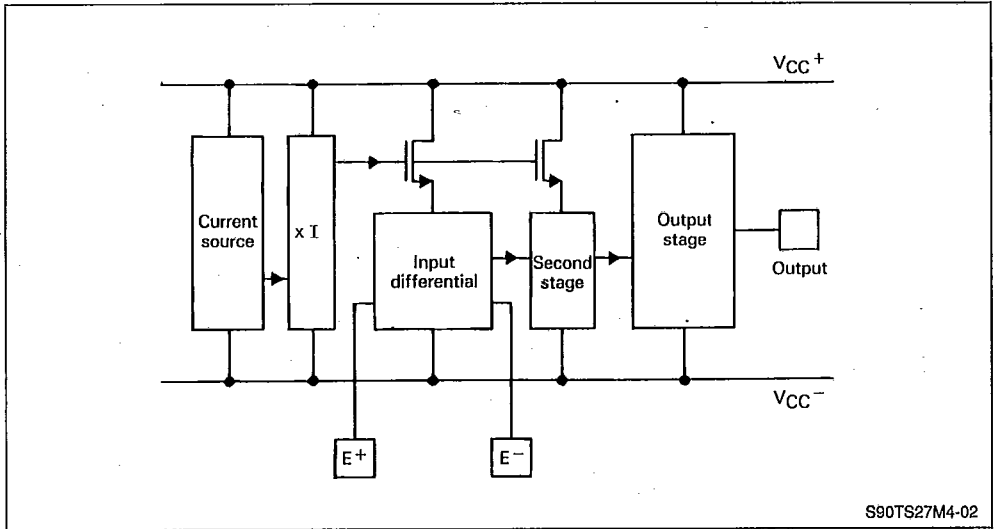 VCC+
Current
source
x I
Input
differential
Second
stage
Output
stage
Output
VCC−
E+
E−
S90TS27M4-02